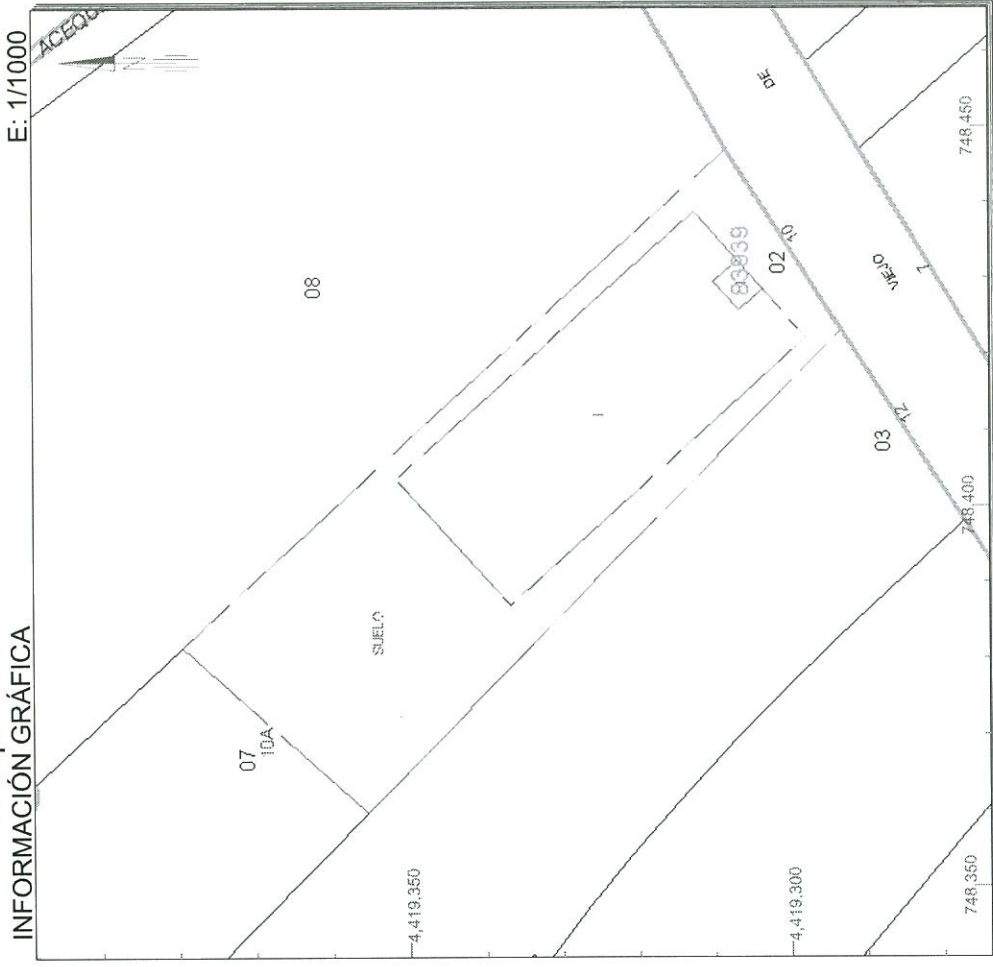 INFORMACIÓN GRÁFICA
E: 1/1000
ACEQU
N
DE
748,450
08
83939
10
02
VIEJO
7
I
12
03
748,400
SUELO
07
10A
4,419,350
4,419,300
748,350